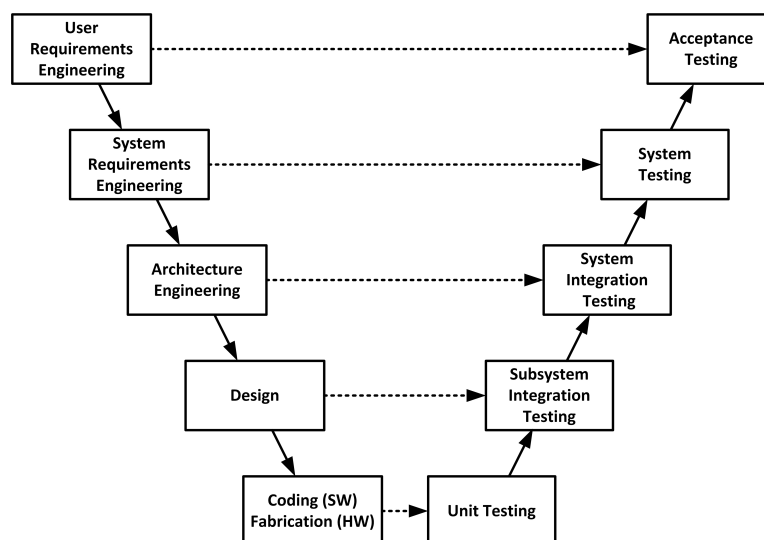 User
Requirements
Engineering
Acceptance
Testing
System
Requirements
Engineering
System
Testing
Architecture
Engineering
System
Integration
Testing
Design
Subsystem
Integration
Testing
Coding (SW)
Fabrication (HW)
Unit Testing